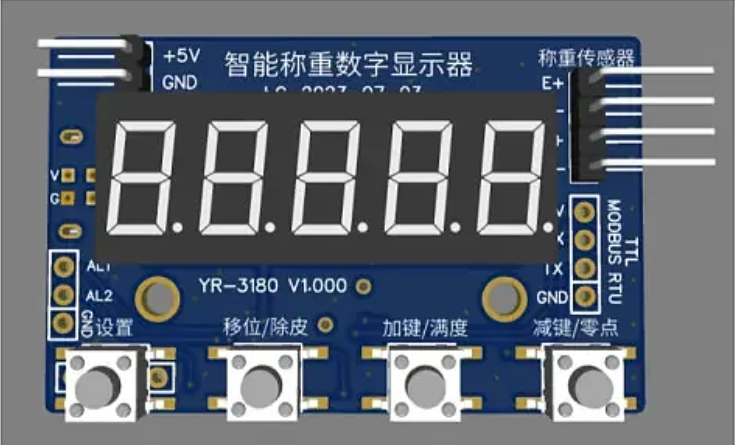 +5V
智能称重数字显示器
称重传感器
GND
E+
V
G
MODBUS RTU
TTL
TX
GND
AL1
AL2
GND
YR-3180 V1.000
设置
移位/除皮
加键/满度
减键/零点